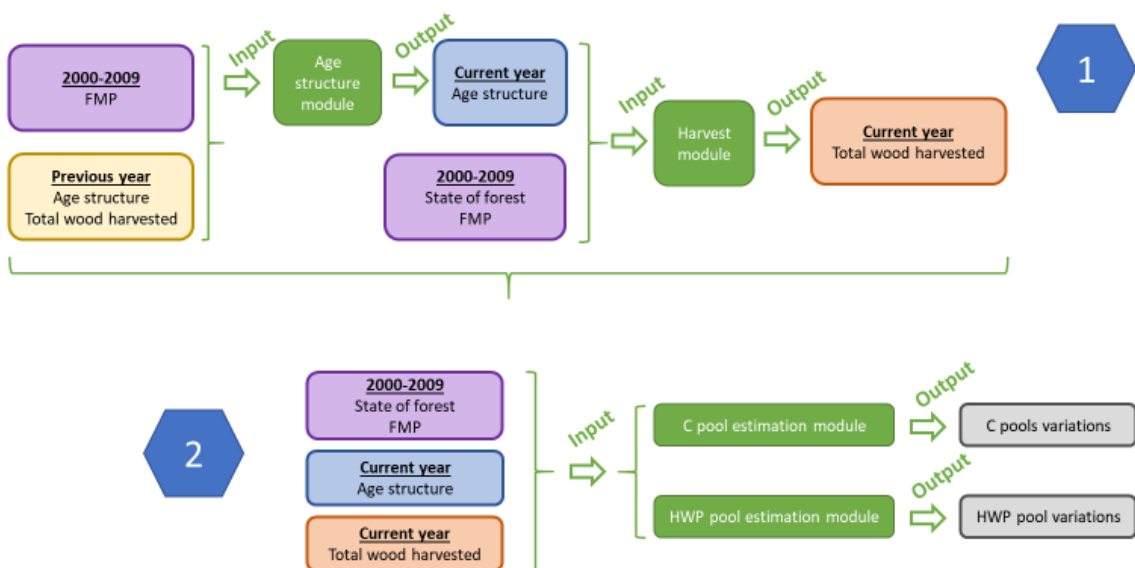 2000-2009
FMP
Previous year
Age structure
Total wood harvested
Input
Age
structure
module
Output
Current year
Age structure
2000-2009
State of forest
FMP
Input
Harvest
module
Output
Current year
Total wood harvested
1
2
2000-2009
State of forest
FMP
Current year
Age structure
Current year
Total wood harvested
Input
C pool estimation module
Output
C pools variations
HWP pool estimation module
Output
HWP pool variations